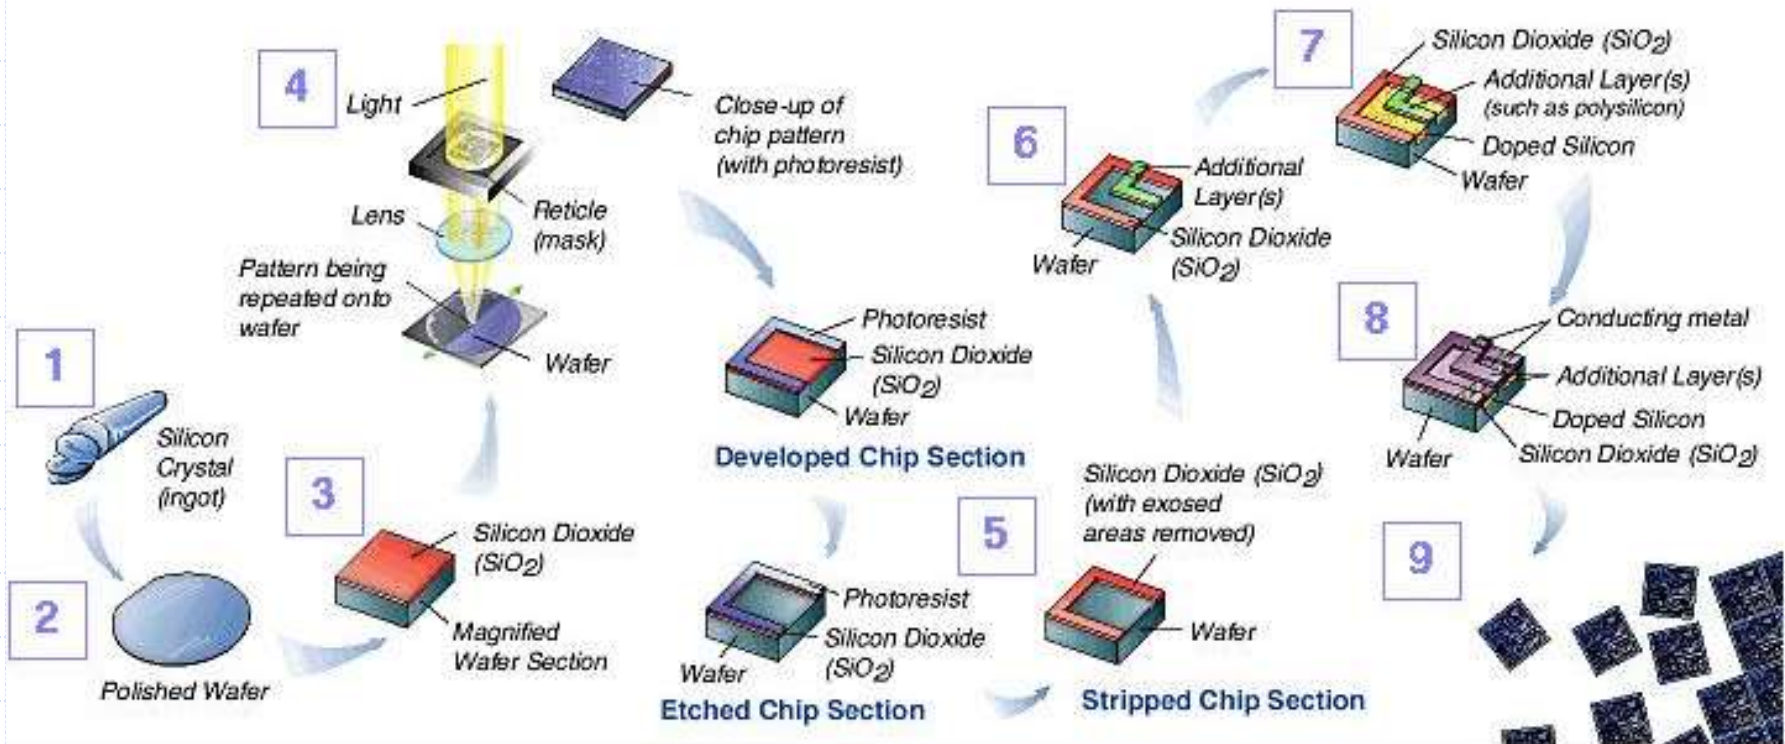 1
Silicon
Crystal
(ingot)
2
Polished Wafer
3
Silicon Dioxide
(SiO2)
Magnified
Wafer Section
4
Light
Lens
Reticle
(mask)
Pattern being
repeated onto
wafer
Wafer
Close-up of
chip pattern
(with photoresist)
Photoresist
Silicon Dioxide
(SiO2)
Wafer
Developed Chip Section
Photoresist
Silicon Dioxide
(SiO2)
Wafer
Etched Chip Section
5
Silicon Dioxide (SiO2)
(with exosed
areas removed)
Wafer
Stripped Chip Section
6
Additional
Layer(s)
Silicon Dioxide
(SiO2)
Wafer
7
Silicon Dioxide (SiO2)
Additional Layer(s)
(such as polysilicon)
Doped Silicon
Wafer
8
Conducting metal
Additional Layer(s)
Doped Silicon
Silicon Dioxide (SiO2)
Wafer
9